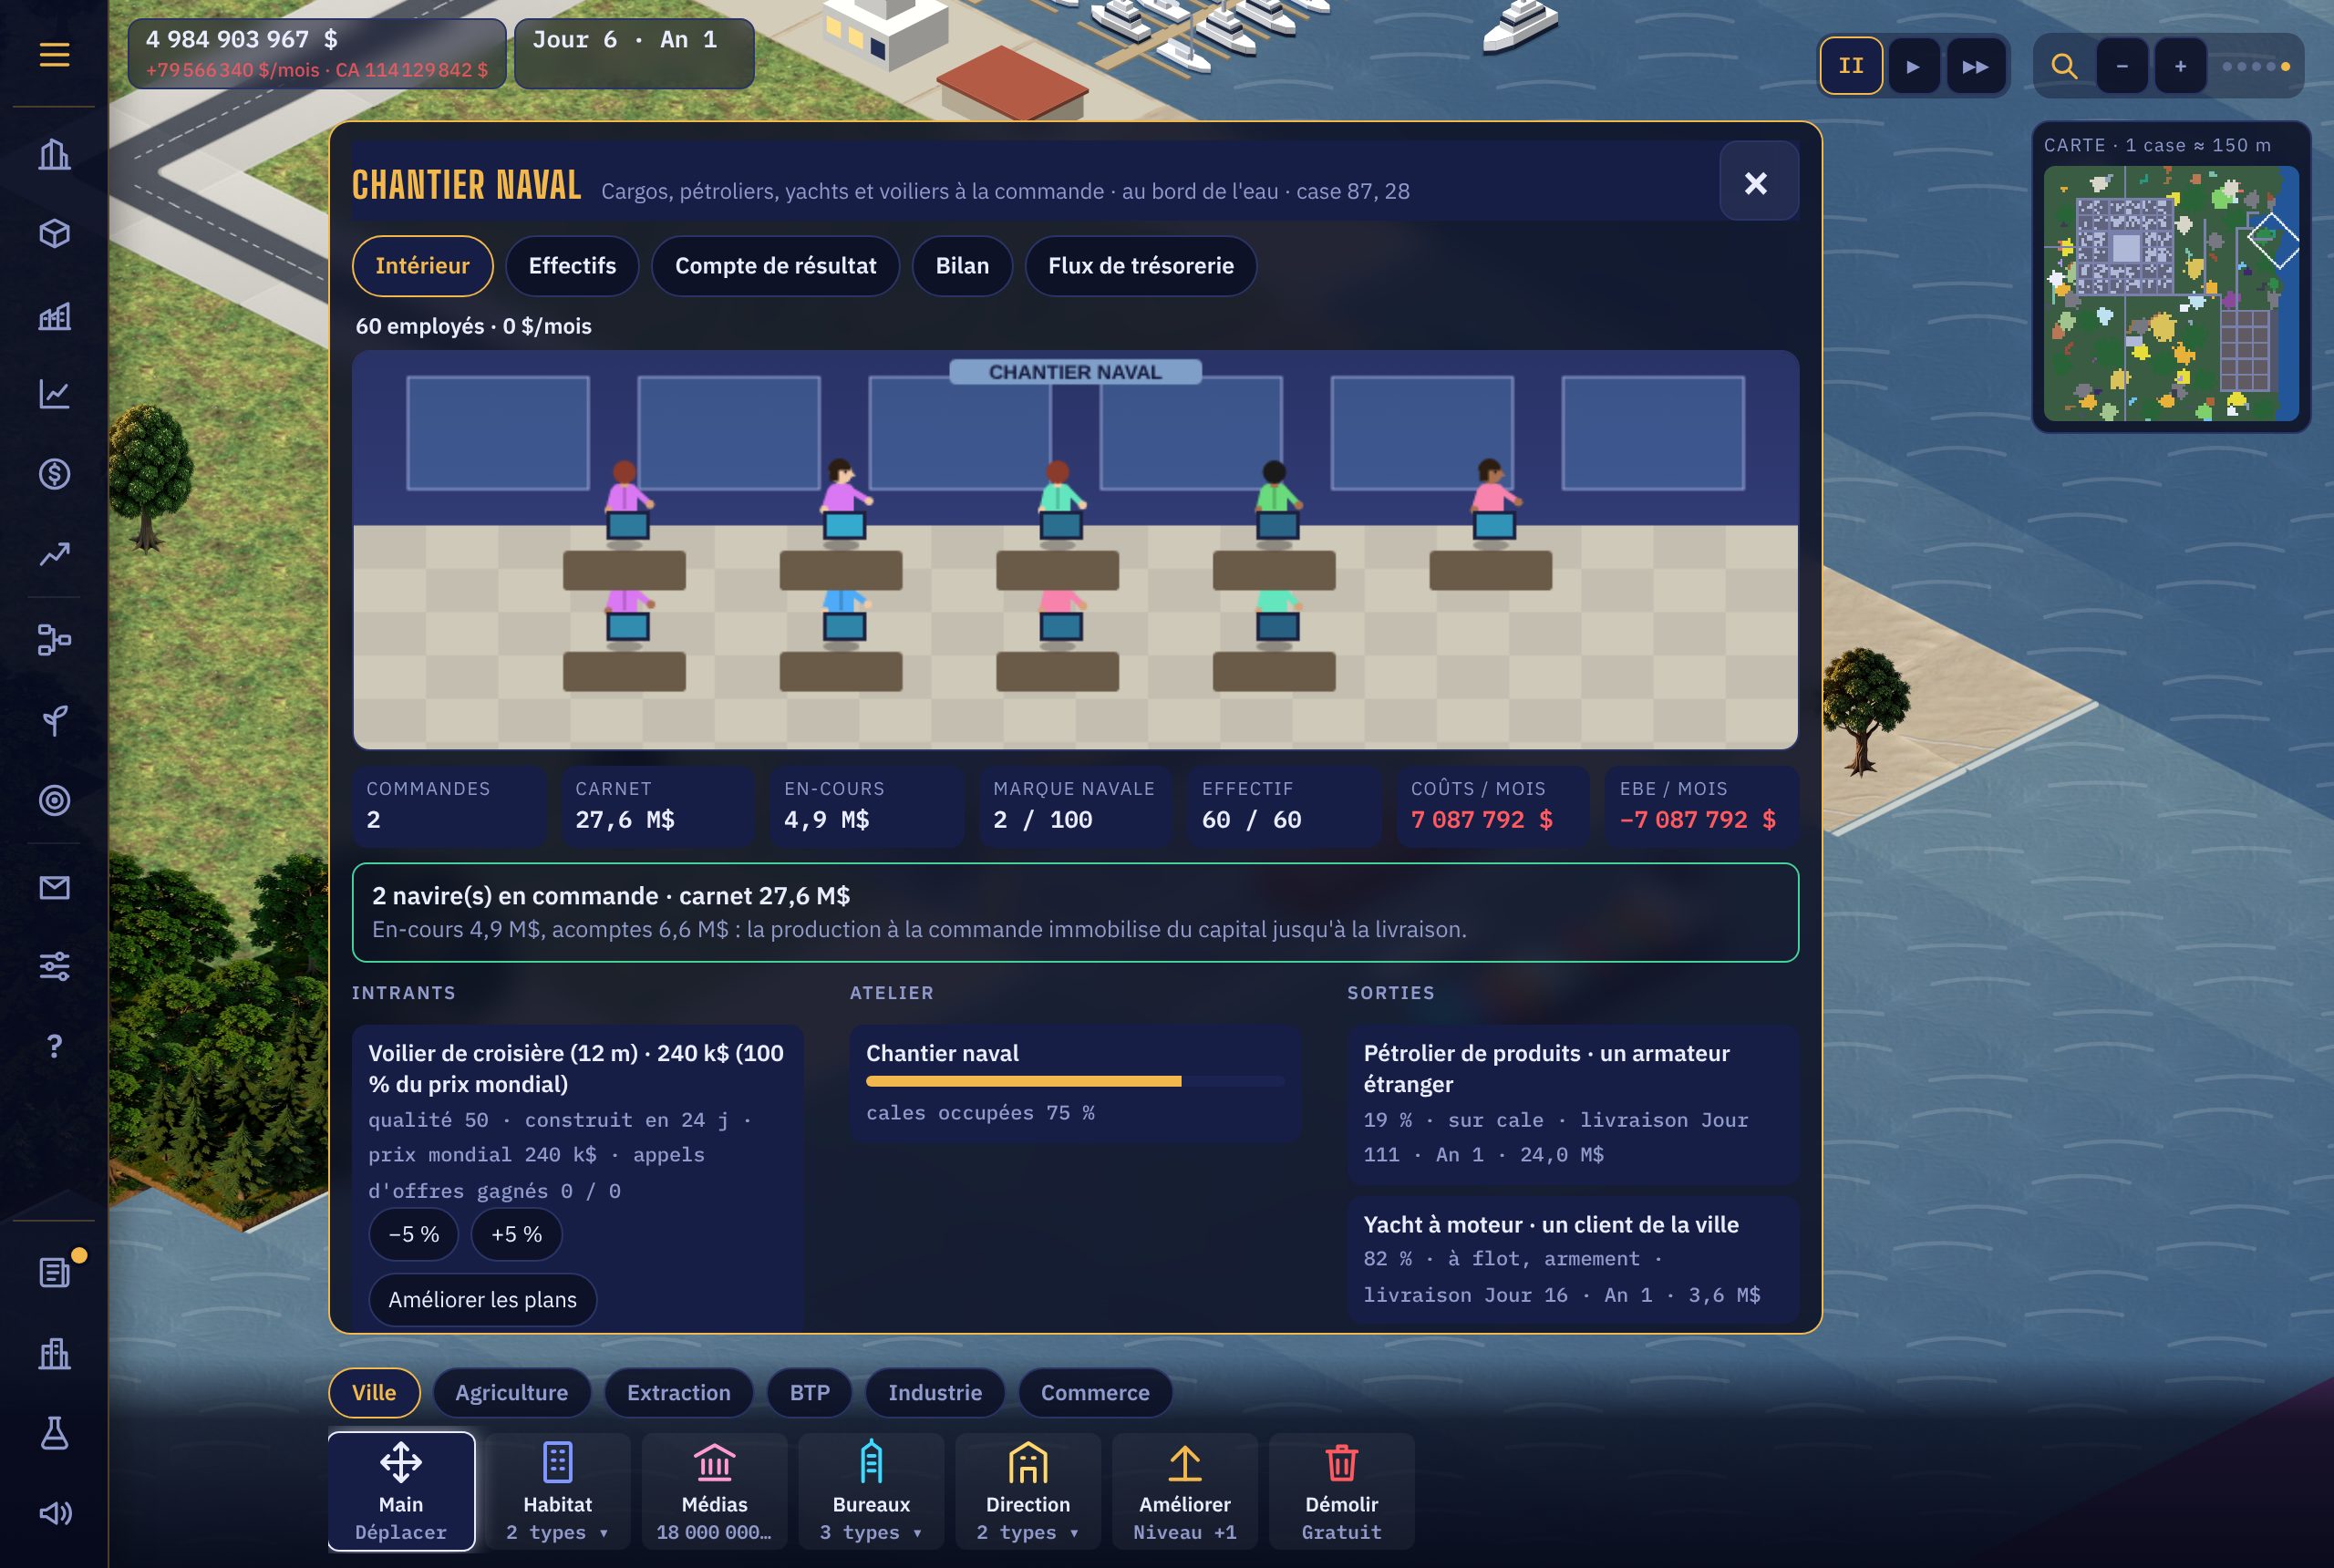 4 984 903 967 $
+79 566 340 $/mois · CA 114 129 842 $
Jour 6 · An 1
CARTE · 1 case ≈ 150 m
CHANTIER NAVAL Cargos, pétroliers, yachts et voiliers à la commande · au bord de l'eau · case 87, 28
Intérieur Effectifs Compte de résultat Bilan Flux de trésorerie
60 employés · 0 $/mois
CHANTIER NAVAL
COMMANDES
2
CARNET
27,6 M$
EN-COURS
4,9 M$
MARQUE NAVALE
2 / 100
EFFECTIF
60 / 60
COÛTS / MOIS
7 087 792 $
EBE / MOIS
−7 087 792 $
2 navire(s) en commande · carnet 27,6 M$
En-cours 4,9 M$, acomptes 6,6 M$ : la production à la commande immobilise du capital jusqu'à la livraison.
INTRANTS
Voilier de croisière (12 m) · 240 k$ (100
% du prix mondial)
qualité 50 · construit en 24 j ·
prix mondial 240 k$ · appels
d'offres gagnés 0 / 0
−5 % +5 %
Améliorer les plans
ATELIER
Chantier naval
cales occupées 75 %
SORTIES
Pétrolier de produits · un armateur
étranger
19 % · sur cale · livraison Jour
111 · An 1 · 24,0 M$
Yacht à moteur · un client de la ville
82 % · à flot, armement ·
livraison Jour 16 · An 1 · 3,6 M$
Ville Agriculture Extraction BTP Industrie Commerce
Main
Déplacer
Habitat
2 types ▾
Médias
18 000 000…
Bureaux
3 types ▾
Direction
2 types ▾
Améliorer
Niveau +1
Démolir
Gratuit